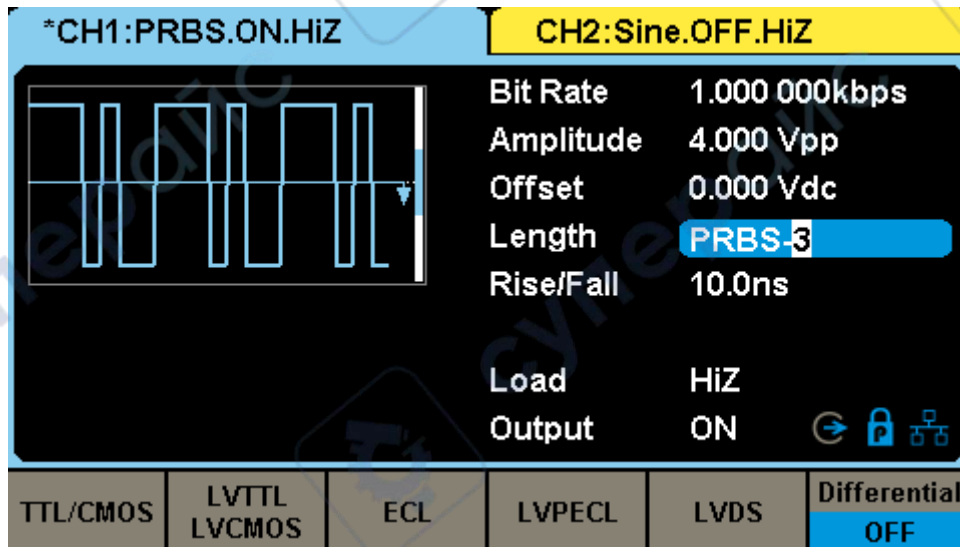 *CH1:PRBS.ON.HiZ
CH2:Sine.OFF.HiZ
Bit Rate 1.000 000kbps
Amplitude 4.000 Vpp
Offset 0.000 Vdc
Length PRBS-3
Rise/Fall 10.0ns
Load HiZ
Output ON
P
TTL/CMOS
LVTTL
LVCMOS
ECL
LVPECL
LVDS
Differential
OFF
суперайс